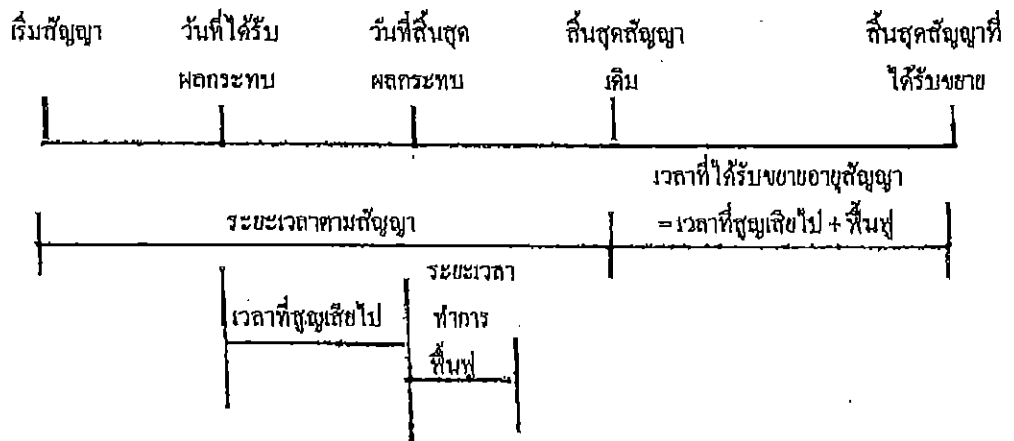 เริ่มสัญญา วันที่ได้รับ วันที่สิ้นสุด สิ้นสุดสัญญา สิ้นสุดสัญญาที่
ผลกระทบ ผลกระทบ เดิม ได้รับขยาย
เวลาที่ได้รับขยายอายุสัญญา
ระยะเวลาตามสัญญา =เวลาที่สูญเสียไป + ฟื้นฟู
ระยะเวลา
เวลาที่สูญเสียไป ทำการ
ฟื้นฟู